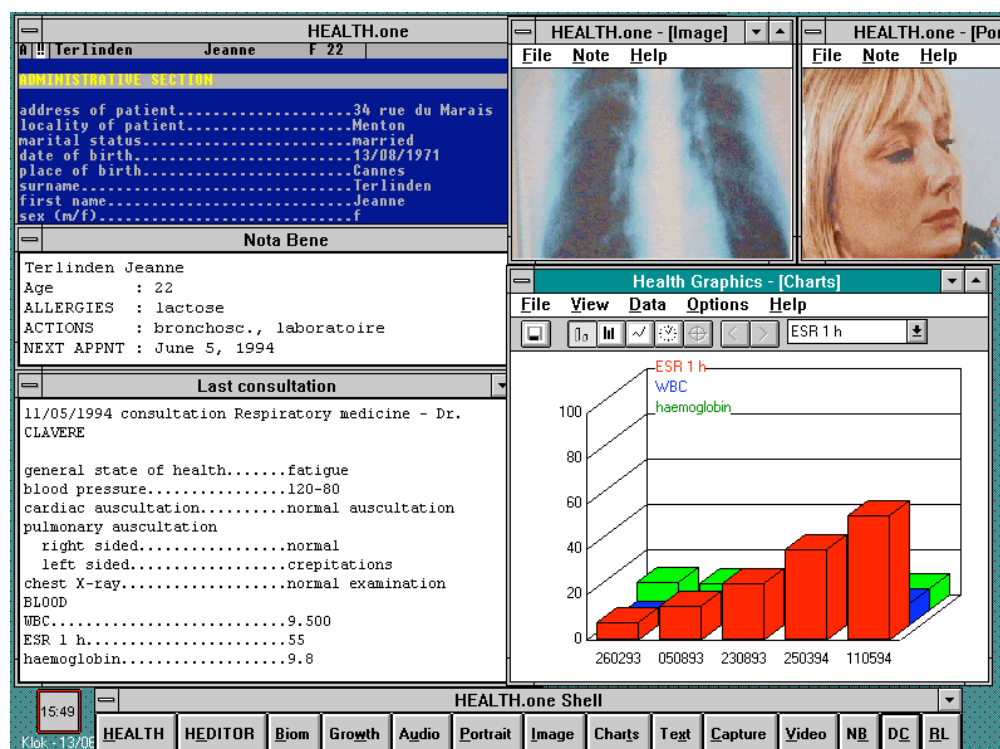 HEALTH.one
A !! Terlinden Jeanne F 22
ADMINISTRATIVE SECTION
address of patient....................34 rue du Marais
locality of patient...................Menton
marital status........................married
date of birth.........................13/08/1971
place of birth........................Cannes
surname...............................Terlinden
first name............................Jeanne
sex (m/f).............................f
Nota Bene
Terlinden Jeanne
Age : 22
ALLERGIES : lactose
ACTIONS : bronchosc., laboratoire
NEXT APPNT : June 5, 1994
Last consultation
11/05/1994 consultation Respiratory medicine - Dr.
CLAVERE
general state of health.......fatigue
blood pressure................120-80
cardiac auscultation..........normal auscultation
pulmonary auscultation
right sided.................normal
left sided..................crepitations
chest X-ray...................normal examination
BLOOD
WBC...........................9.500
ESR 1 h.......................55
haemoglobin...................9.8
HEALTH.one - [Image]
File Note Help
HEALTH.one - [Por
File Note Help
Health Graphics - [Charts]
File View Data Options Help
ESR 1 h
ESR 1 h
WBC
haemoglobin
100
80
60
40
20
0
260293 050893 230893 250394 110594
15:49
Klok - 13/06
HEALTH.one Shell
HEALTH HEDITOR Biom Growth Audio Portrait Image Charts Text Capture Video NB DC RL